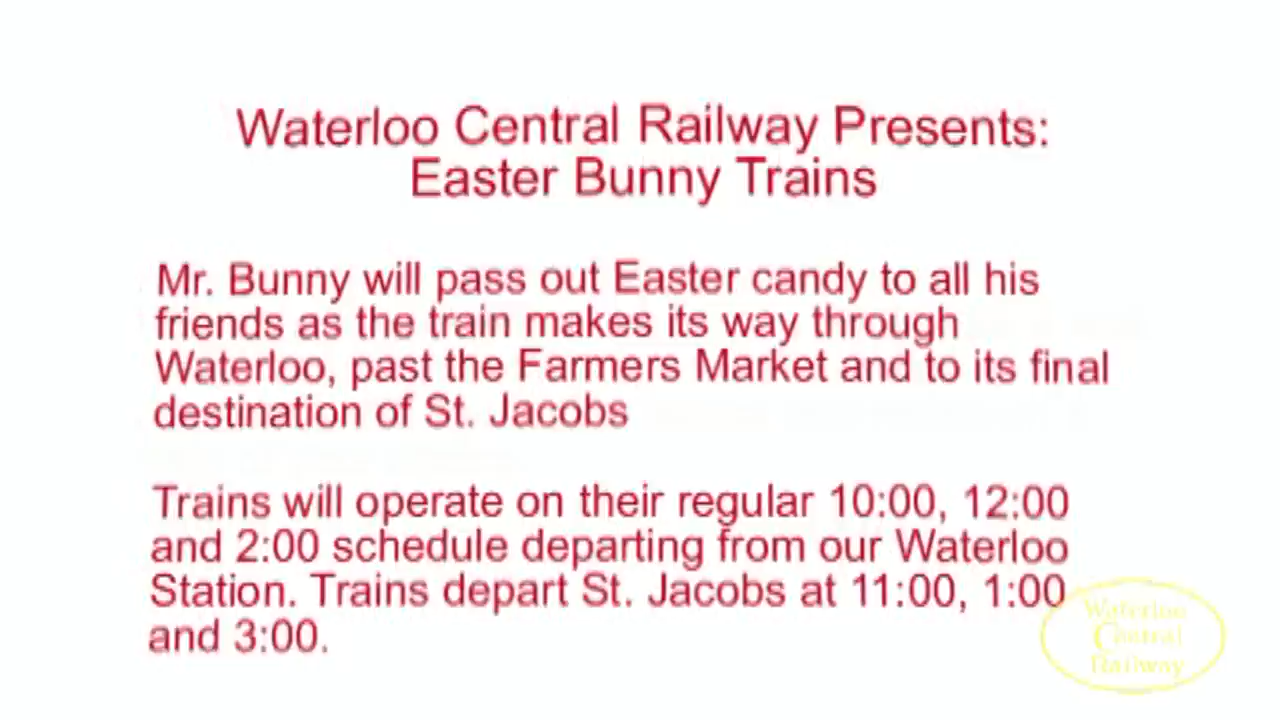 Waterloo Central Railway Presents:
Easter Bunny Trains
Mr. Bunny will pass out Easter candy to all his
friends as the train makes its way through
Waterloo, past the Farmers Market and to its final
destination of St. Jacobs
Trains will operate on their regular 10:00, 12:00
and 2:00 schedule departing from our Waterloo
Station. Trains depart St. Jacobs at 11:00, 1:00
and 3:00.
Waterloo
Central
Railway